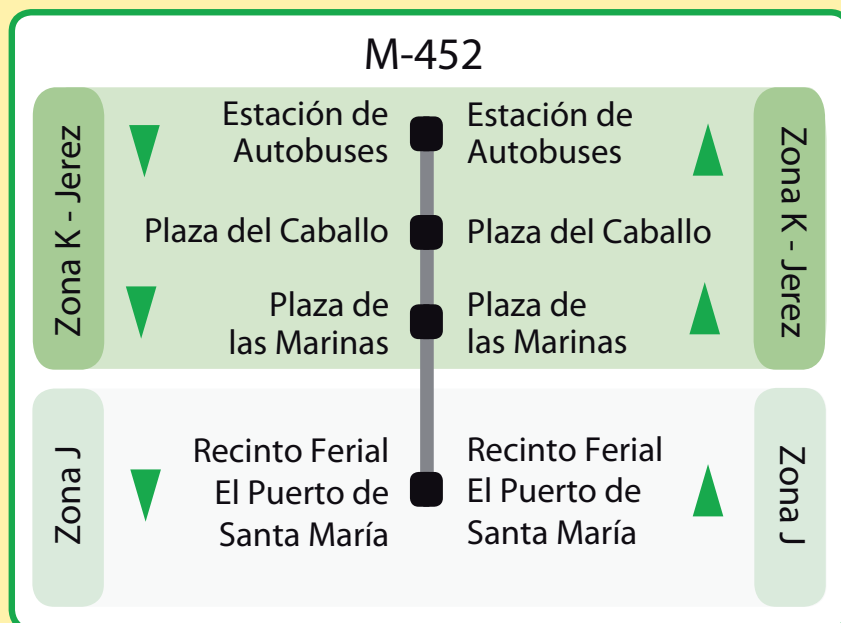 M-452
Zona K - Jerez
Estación de
Autobuses
Plaza del Caballo
Plaza de
las Marinas
Estación de
Autobuses
Plaza del Caballo
Plaza de
las Marinas
Zona K - Jerez
Zona J
Recinto Ferial
El Puerto de
Santa María
Recinto Ferial
El Puerto de
Santa María
Zona J